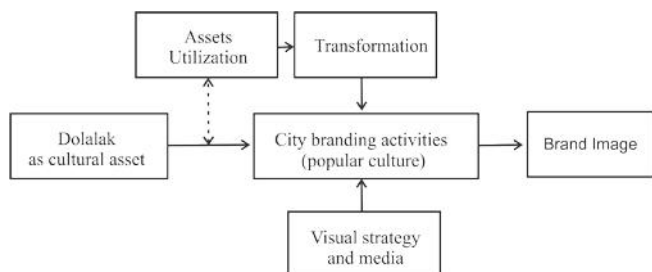 Assets
Utilization
Transformation
Dolalak
as cultural asset
City branding activities
(popular culture)
Brand Image
Visual strategy
and media